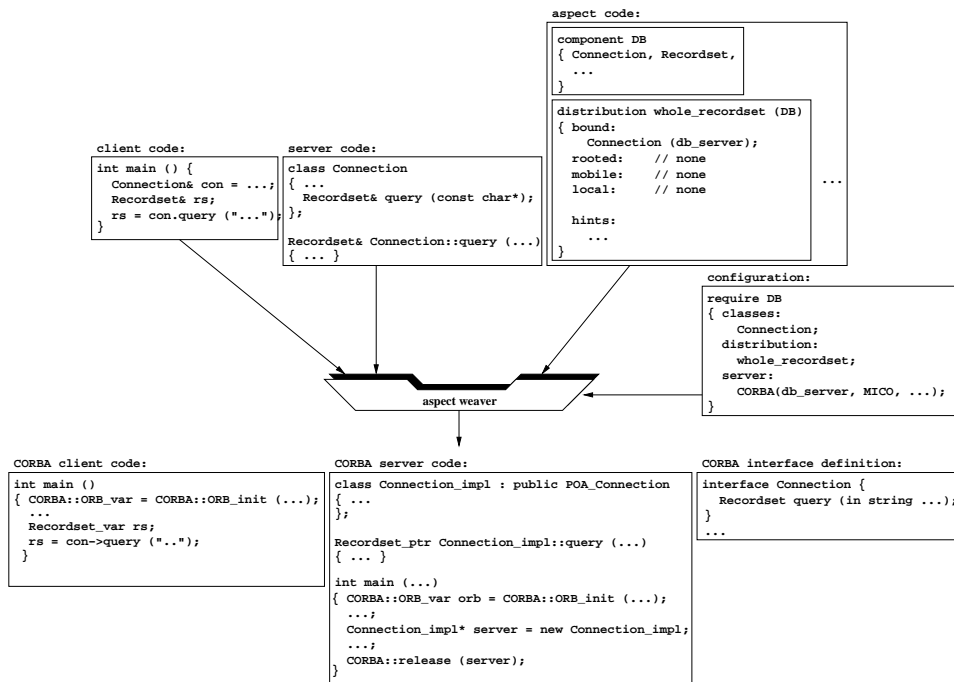 aspect code:
component DB
{ Connection, Recordset,
...
}
distribution whole_recordset (DB)
{ bound:
Connection (db_server);
rooted: // none
mobile: // none
local: // none
hints:
...
}
...
client code:
int main () {
Connection& con = ...;
Recordset& rs;
rs = con.query ("...");
}
server code:
class Connection
{ ...
Recordset& query (const char*);
};
Recordset& Connection::query (...)
{ ... }
configuration:
require DB
{ classes:
Connection;
distribution:
whole_recordset;
server:
CORBA(db_server, MICO, ...);
}
aspect weaver
CORBA client code:
int main ()
{ CORBA::ORB_var = CORBA::ORB_init (...);
...
Recordset_var rs;
rs = con->query ("..");
}
CORBA server code:
class Connection_impl : public POA_Connection
{ ...
};
Recordset_ptr Connection_impl::query (...)
{ ... }
int main (...)
{ CORBA::ORB_var orb = CORBA::ORB_init (...);
...;
Connection_impl* server = new Connection_impl;
...;
CORBA::release (server);
}
CORBA interface definition:
interface Connection {
Recordset query (in string ...);
}
...